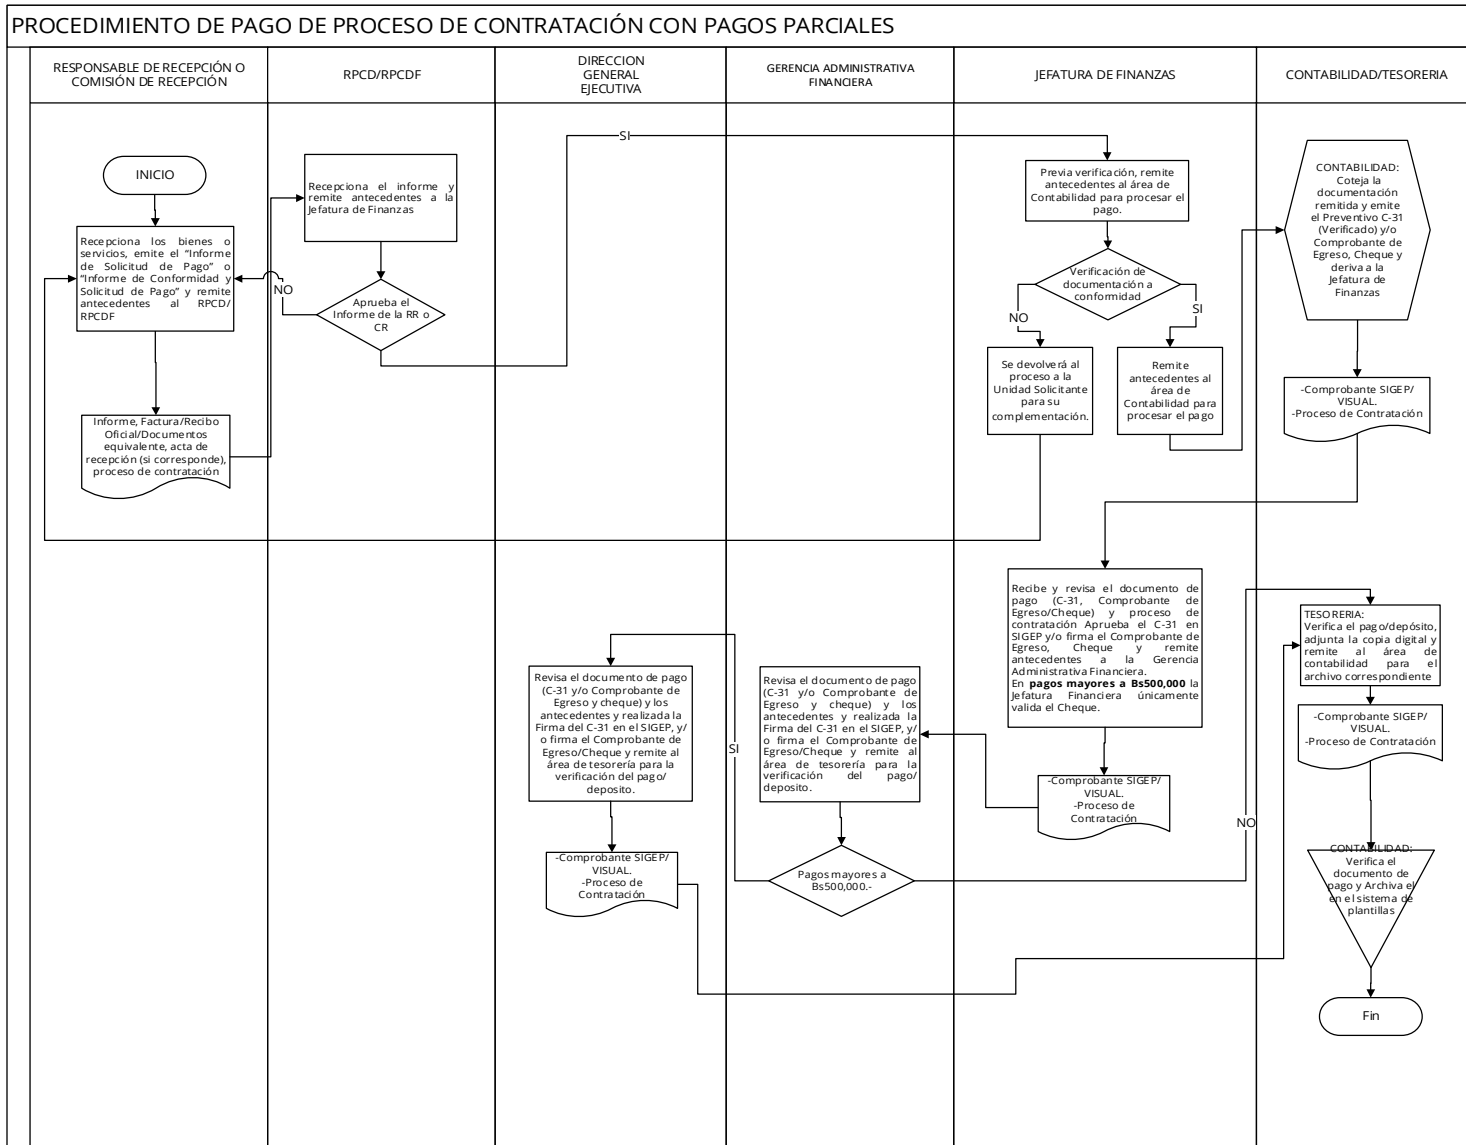 PROCEDIMIENTO DE PAGO DE PROCESO DE CONTRATACIÓN CON PAGOS PARCIALES
RESPONSABLE DE RECEPCIÓN O
COMISIÓN DE RECEPCIÓN
RPCD/RPCDF
DIRECCION
GENERAL
EJECUTIVA
GERENCIA ADMINISTRATIVA
FINANCIERA
JEFATURA DE FINANZAS
CONTABILIDAD/TESORERIA
INICIO
Recepciona los bienes o
servicios, emite el “Informe
de Solicitud de Pago” o
“Informe de Conformidad y
Solicitud de Pago” y remite
antecedentes al RPCD/
RPCDF
Informe, Factura/Recibo
Oficial/Documentos
equivalente, acta de
recepción (si corresponde),
proceso de contratación
Recepciona el informe y
remite antecedentes a la
Jefatura de Finanzas
NO
Aprueba el
Informe de la RR o
CR
SI
Previa verificación, remite
antecedentes al área de
Contabilidad para procesar el
pago.
Verificación de
documentación a
conformidad
NO
SI
Se devolverá al
proceso a la
Unidad Solicitante
para su
complementación.
Remite
antecedentes al
área de
Contabilidad para
procesar el pago
CONTABILIDAD:
Coteja la
documentación
remitida y emite
el Preventivo C-31
(Verificado) y/o
Comprobante de
Egreso, Cheque y
deriva a la
Jefatura de
Finanzas
-Comprobante SIGEP/
VISUAL.
-Proceso de Contratación
Recibe y revisa el documento de
pago (C-31, Comprobante de
Egreso/Cheque) y proceso de
contratación Aprueba el C-31 en
SIGEP y/o firma el Comprobante de
Egreso, Cheque y remite
antecedentes a la Gerencia
Administrativa Financiera.
En pagos mayores a Bs500,000 la
Jefatura Financiera únicamente
valida el Cheque.
-Comprobante SIGEP/
VISUAL.
-Proceso de
Contratación
Revisa el documento de pago
(C-31 y/o Comprobante de
Egreso y cheque) y los
antecedentes y realizada la
Firma del C-31 en el SIGEP, y/
o firma el Comprobante de
Egreso/Cheque y remite al
área de tesorería para la
verificación del pago/
deposito.
Pagos mayores a
Bs500,000.-
SI
NO
Revisa el documento de pago
(C-31 y/o Comprobante de
Egreso y cheque) y los
antecedentes y realizada la
Firma del C-31 en el SIGEP, y/
o firma el Comprobante de
Egreso/Cheque y remite al
área de tesorería para la
verificación del pago/
deposito.
-Comprobante SIGEP/
VISUAL.
-Proceso de
Contratación
TESORERIA:
Verifica el pago/depósito,
adjunta la copia digital y
remite al área de
contabilidad para el
archivo correspondiente
-Comprobante SIGEP/
VISUAL.
-Proceso de Contratación
CONTABILIDAD:
Verifica el
documento de
pago y Archiva el
en el sistema de
plantillas
Fin